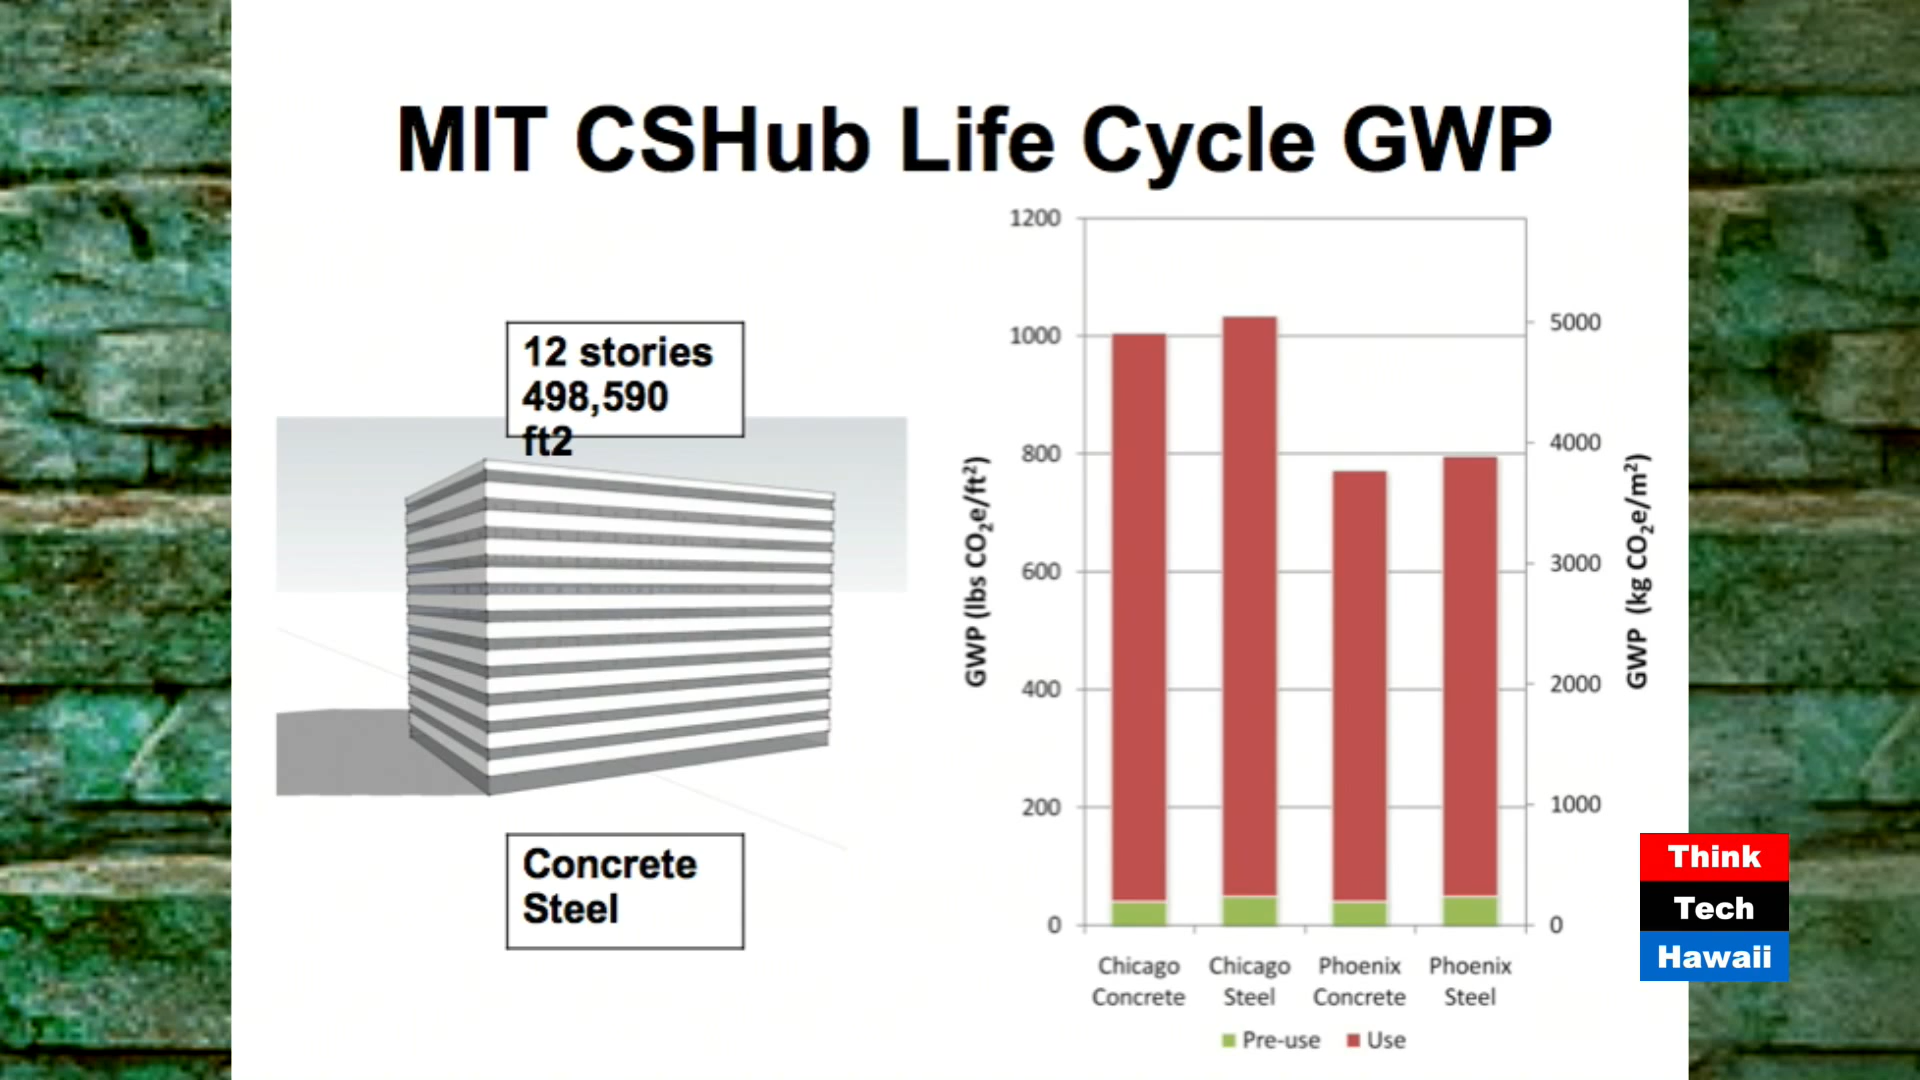 MIT CSHub Life Cycle GWP
12 stories
498,590
ft2
Concrete
Steel
GWP (lbs CO₂e/ft²)
1200
1000
800
600
400
200
0
5000
4000
3000
2000
1000
0
GWP (kg CO₂e/m²)
Chicago Concrete
Chicago Steel
Phoenix Concrete
Phoenix Steel
Pre-use
Use
Think
Tech
Hawaii